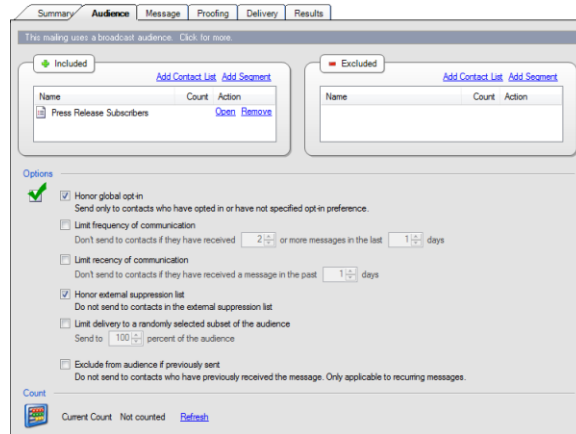 Summary Audience Message Proofing Delivery Results
This mailing uses a broadcast audience. Click for more.
Included
Add Contact List Add Segment
Name Count Action
Press Release Subscribers Open Remove
Excluded
Add Contact List Add Segment
Name Count Action
Options
Honor global opt-in
Send only to contacts who have opted in or have not specified opt-in preference.
Limit frequency of communication
Don't send to contacts if they have received 2 or more messages in the last 1 days
Limit recency of communication
Don't send to contacts if they have received a message in the past 1 days
Honor external suppression list
Do not send to contacts in the external suppression list
Limit delivery to a randomly selected subset of the audience
Send to 100 percent of the audience
Exclude from audience if previously sent
Do not send to contacts who have previously received the message. Only applicable to recurring messages.
Count
Current Count Not counted Refresh